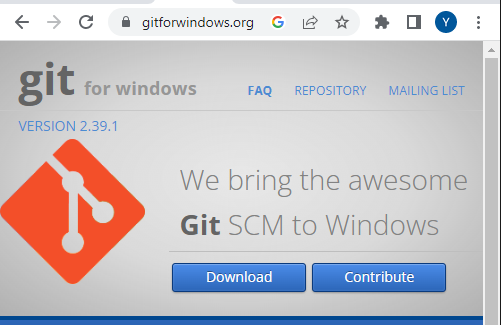 gitforwindows.org
Y
git for windows
FAQ REPOSITORY MAILING LIST
VERSION 2.39.1
We bring the awesome
Git SCM to Windows
Download Contribute